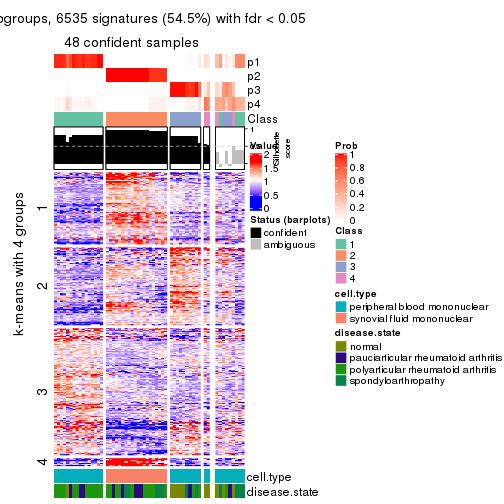 ogroups, 6535 signatures (54.5%) with fdr < 0.05
48 confident samples
p1
p2
p3
p4
Class
1
Silhouette
score
k-means with 4 groups
1
2
3
4
cell.type
disease.state
Value
2
1.5
1
0.5
0
Status (barplots)
confident
ambiguous
Prob
1
0.8
0.6
0.4
0.2
0
Class
1
2
3
4
cell.type
peripheral blood mononuclear
synovial fluid mononuclear
disease.state
normal
pauciarticular rheumatoid arthritis
polyarticular rheumatoid arthritis
spondyloarthropathy